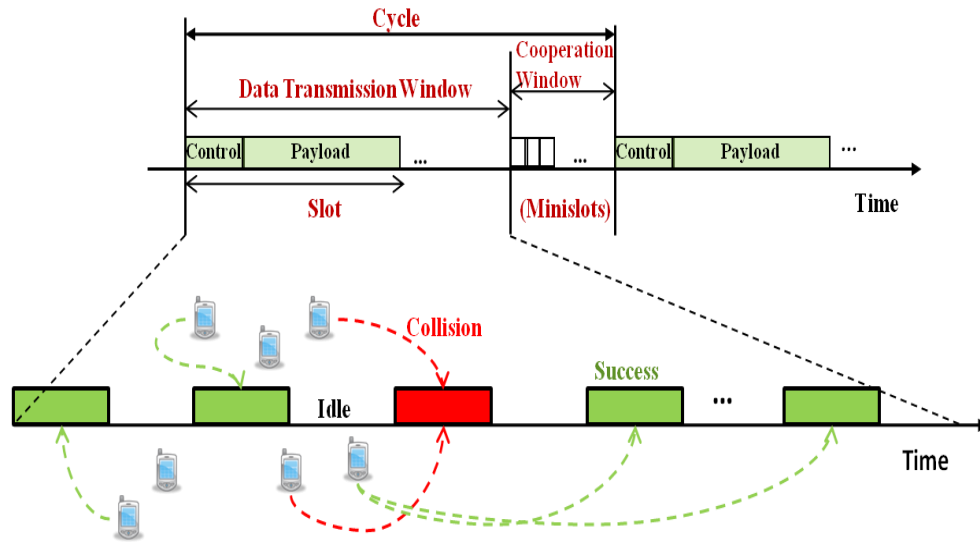 Cycle
Cooperation
Window
Data Transmission Window
Control
Payload
...
...
Control
Payload
...
Slot
(Minislots)
Time
Collision
Success
Idle
...
Time